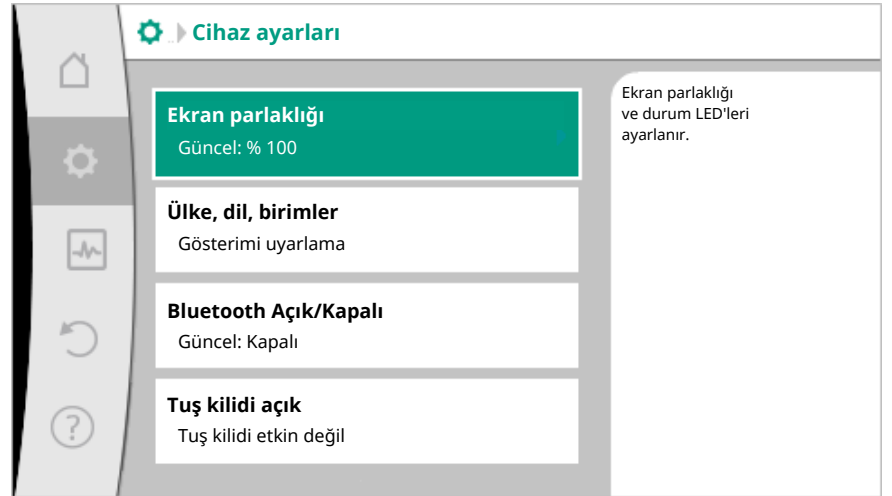 Cihaz ayarları
Ekran parlaklığı
Güncel: % 100
Ülke, dil, birimler
Gösterimi uyarlama
Bluetooth Açık/Kapalı
Güncel: Kapalı
Tuş kilidi açık
Tuş kilidi etkin değil
Ekran parlaklığı
ve durum LED'leri
ayarlanır.